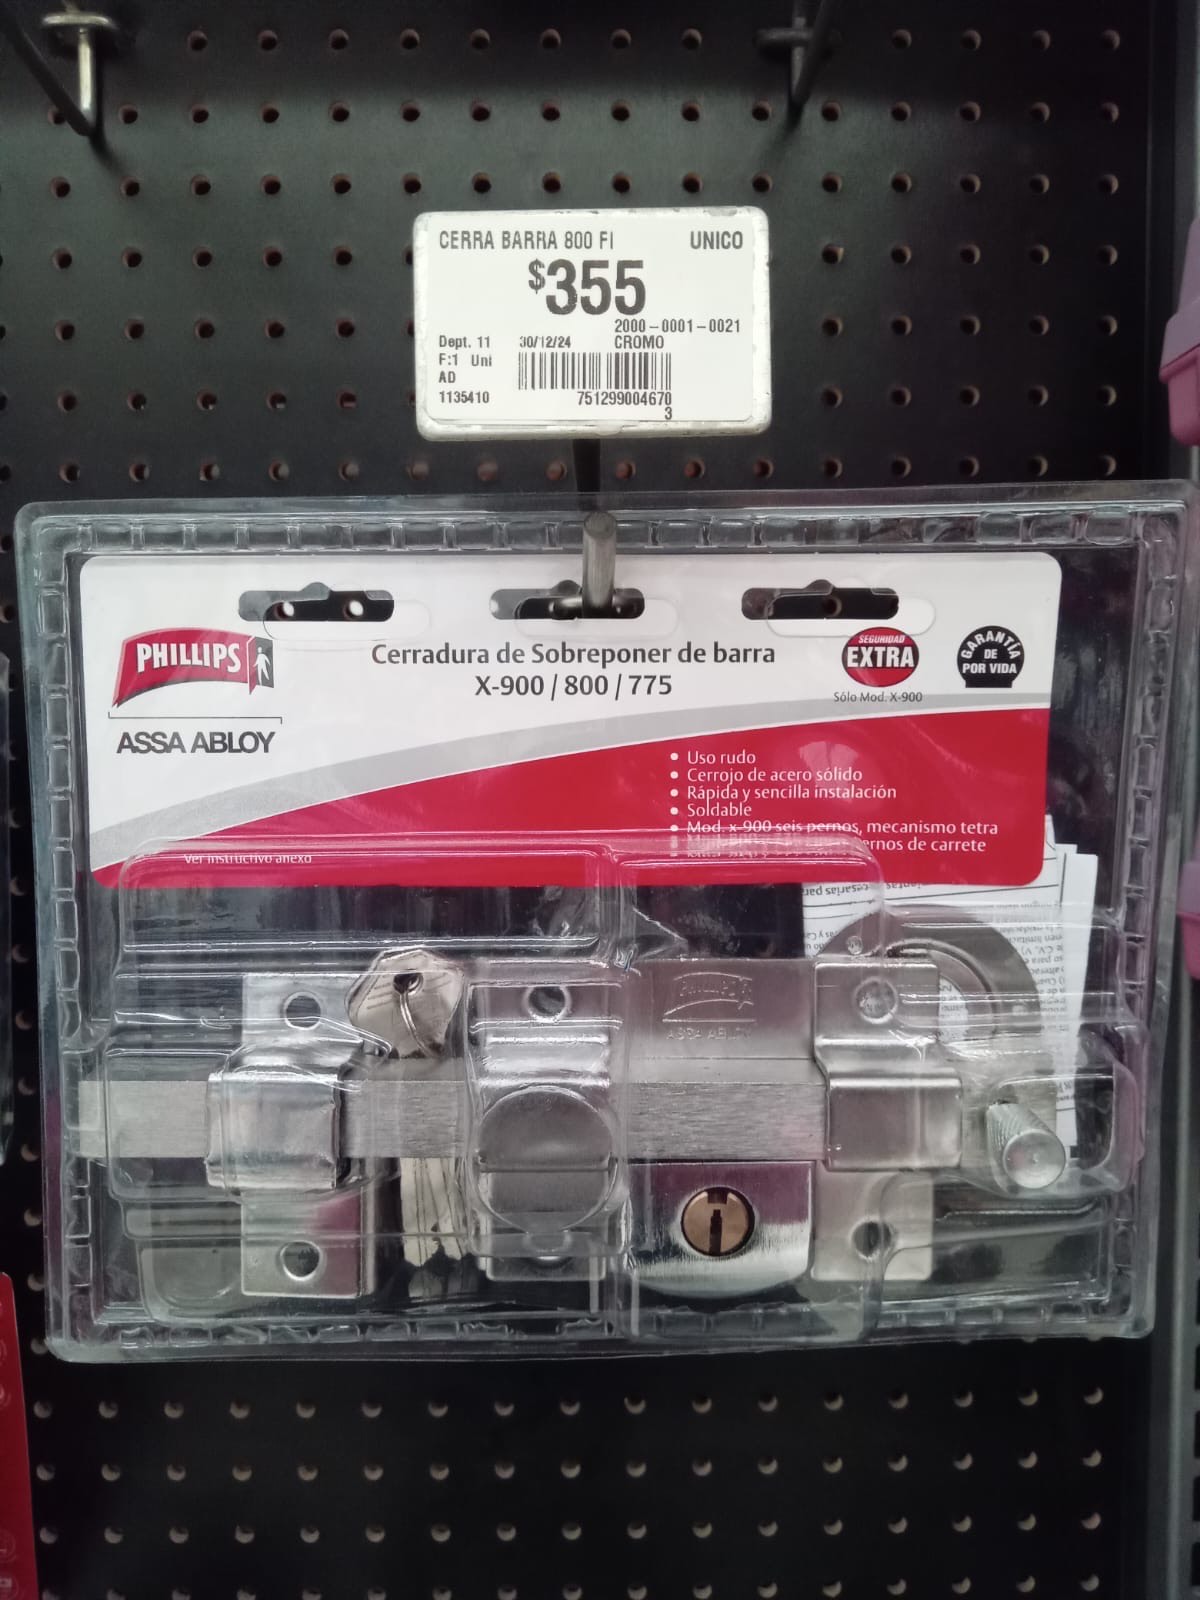 CERRA BARRA 800 FI UNICO
$355
2000-0001-0021
Dept. 11 30/12/24 CROMO
F:1 Uni
AD
1135410 751299004670
3
PHILLIPS
ASSA ABLOY
Cerradura de Sobreponer de barra
X-900 / 800 / 775
SEGURIDAD
EXTRA
Sólo Mod. X-900
GARANTÍA
DE
POR VIDA
• Uso rudo
• Cerrojo de acero sólido
• Rápida y sencilla instalación
• Soldable
• Mod. x-900 seis pernos, mecanismo tetra
pernos de carrete
Ver instructivo anexo
PHILLIPS
ASSA ABLOY